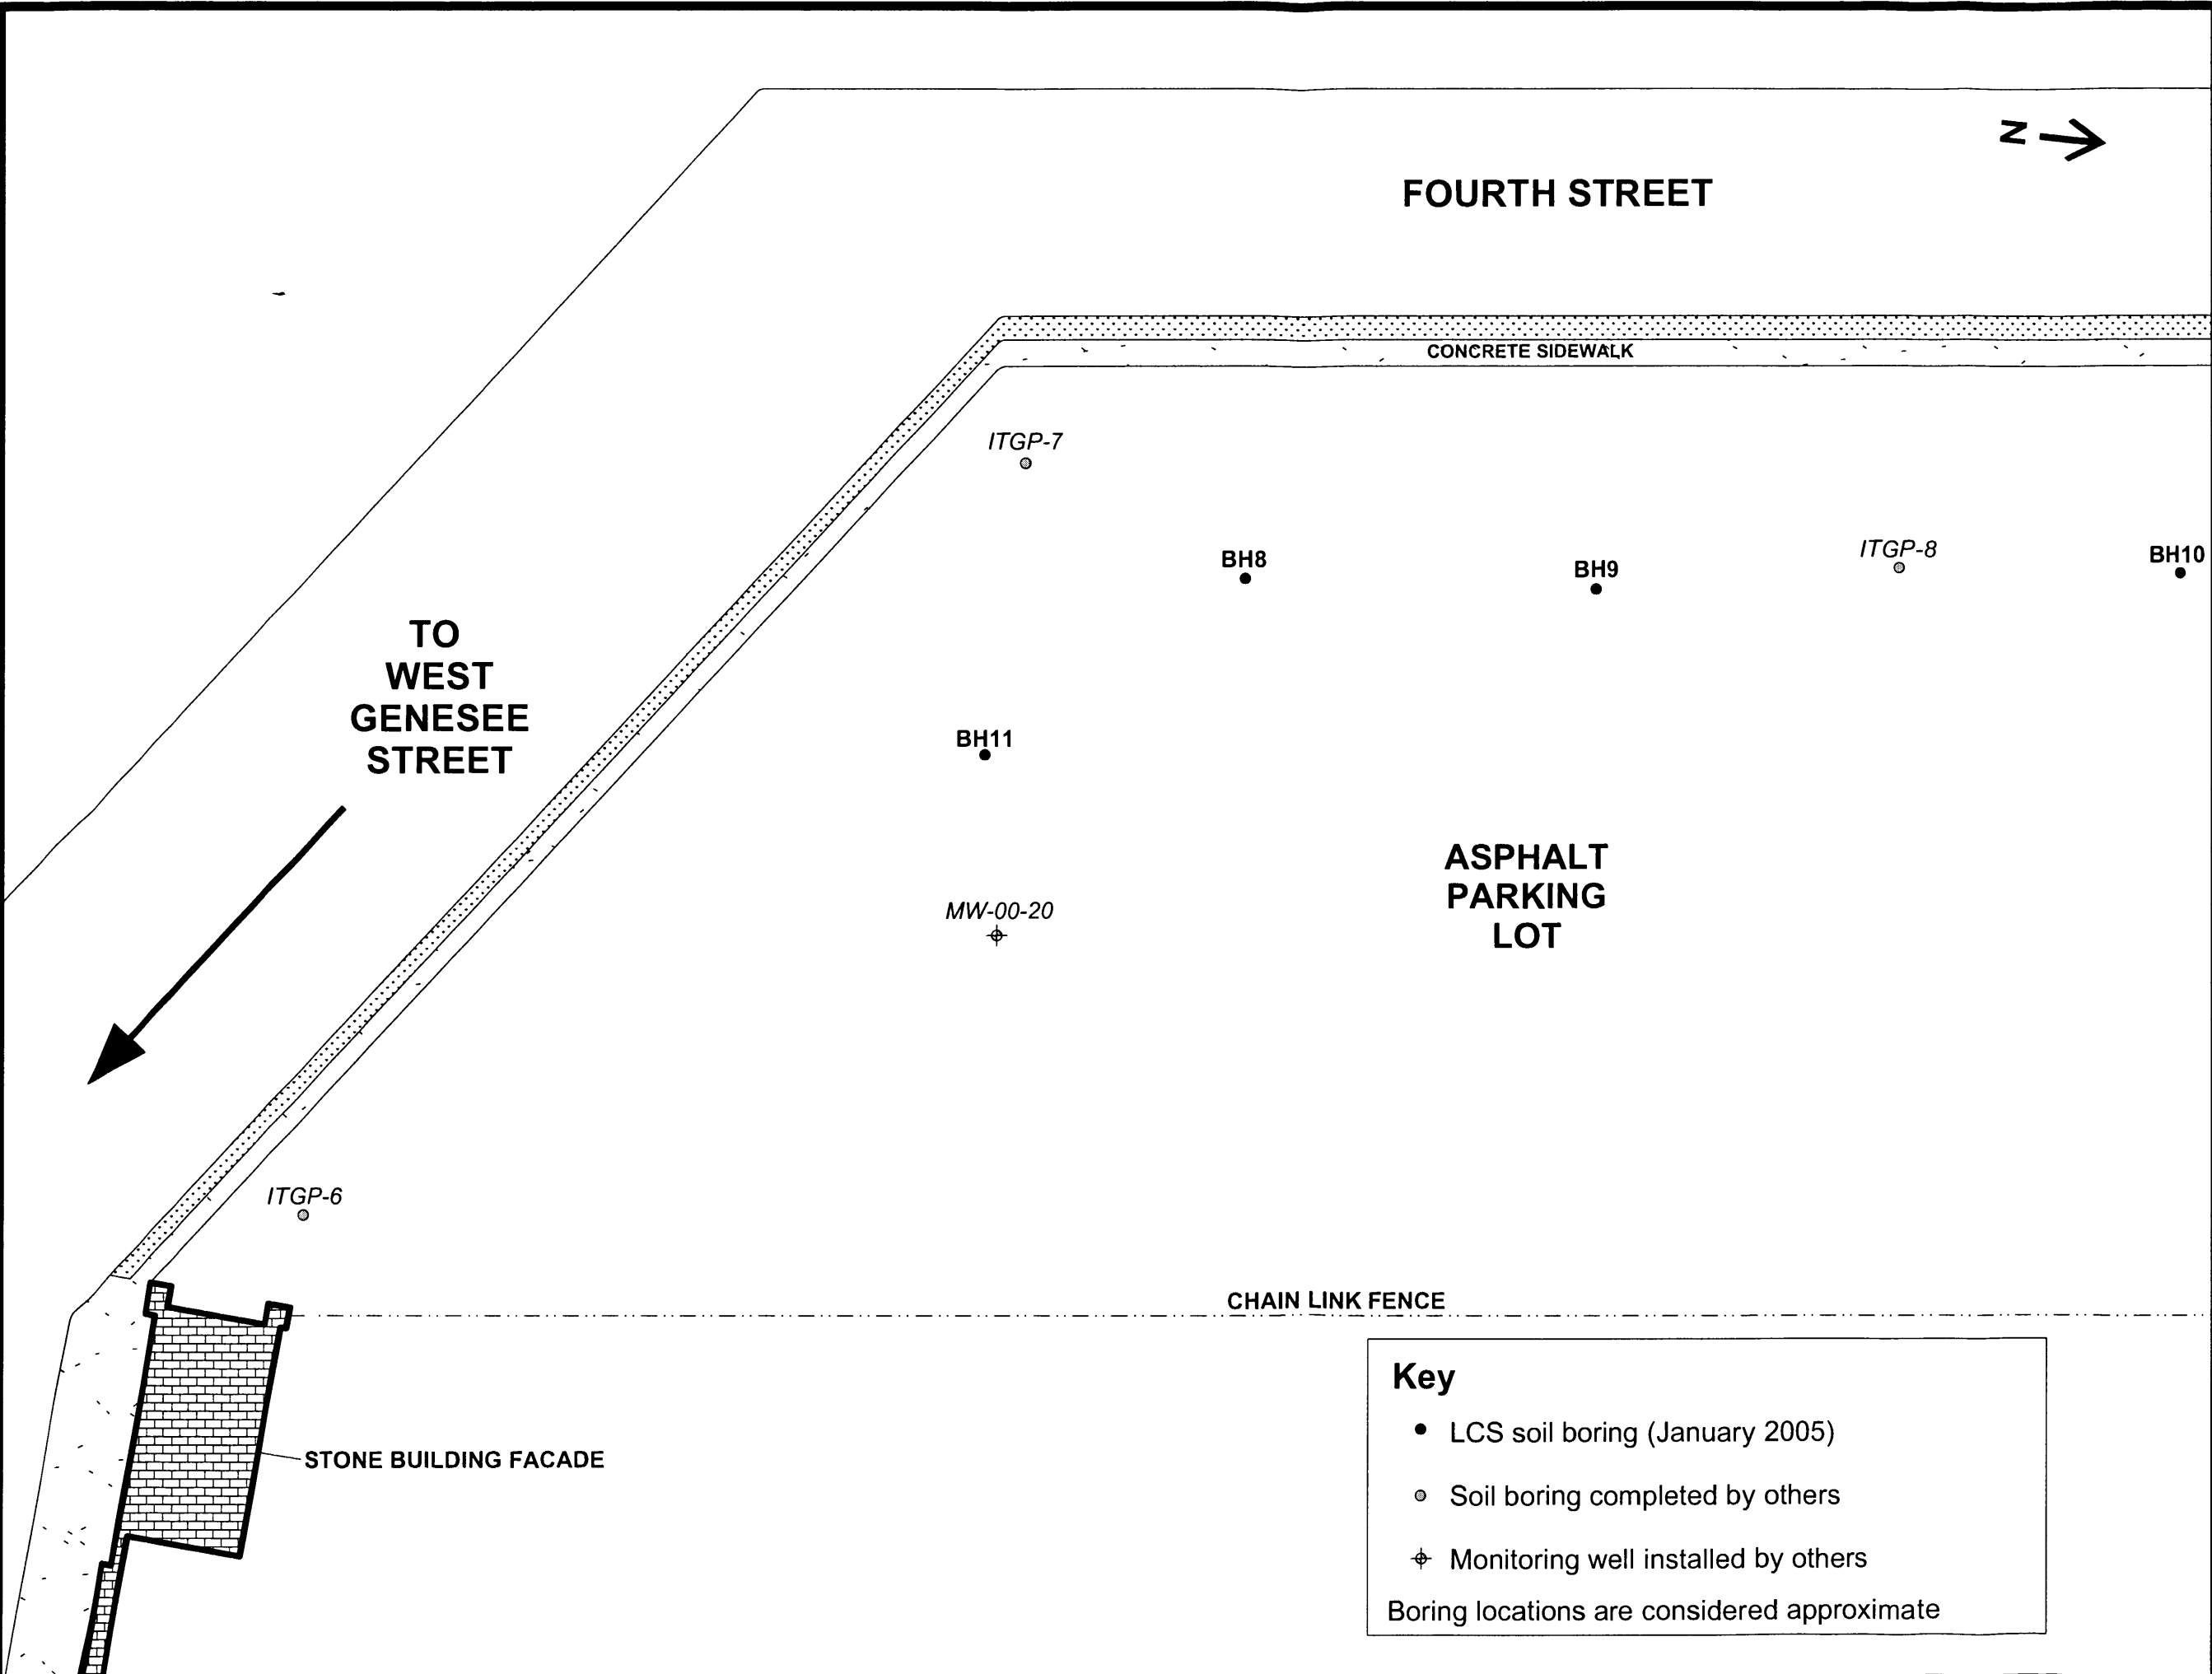 N
FOURTH STREET
CONCRETE SIDEWALK
ITGP-7
BH8
BH9
ITGP-8
BH10
TO
WEST
GENESEE
STREET
BH11
ASPHALT
PARKING
LOT
MW-00-20
ITGP-6
CHAIN LINK FENCE
Key
LCS soil boring (January 2005)
Soil boring completed by others
Monitoring well installed by others
Boring locations are considered approximate
STONE BUILDING FACADE